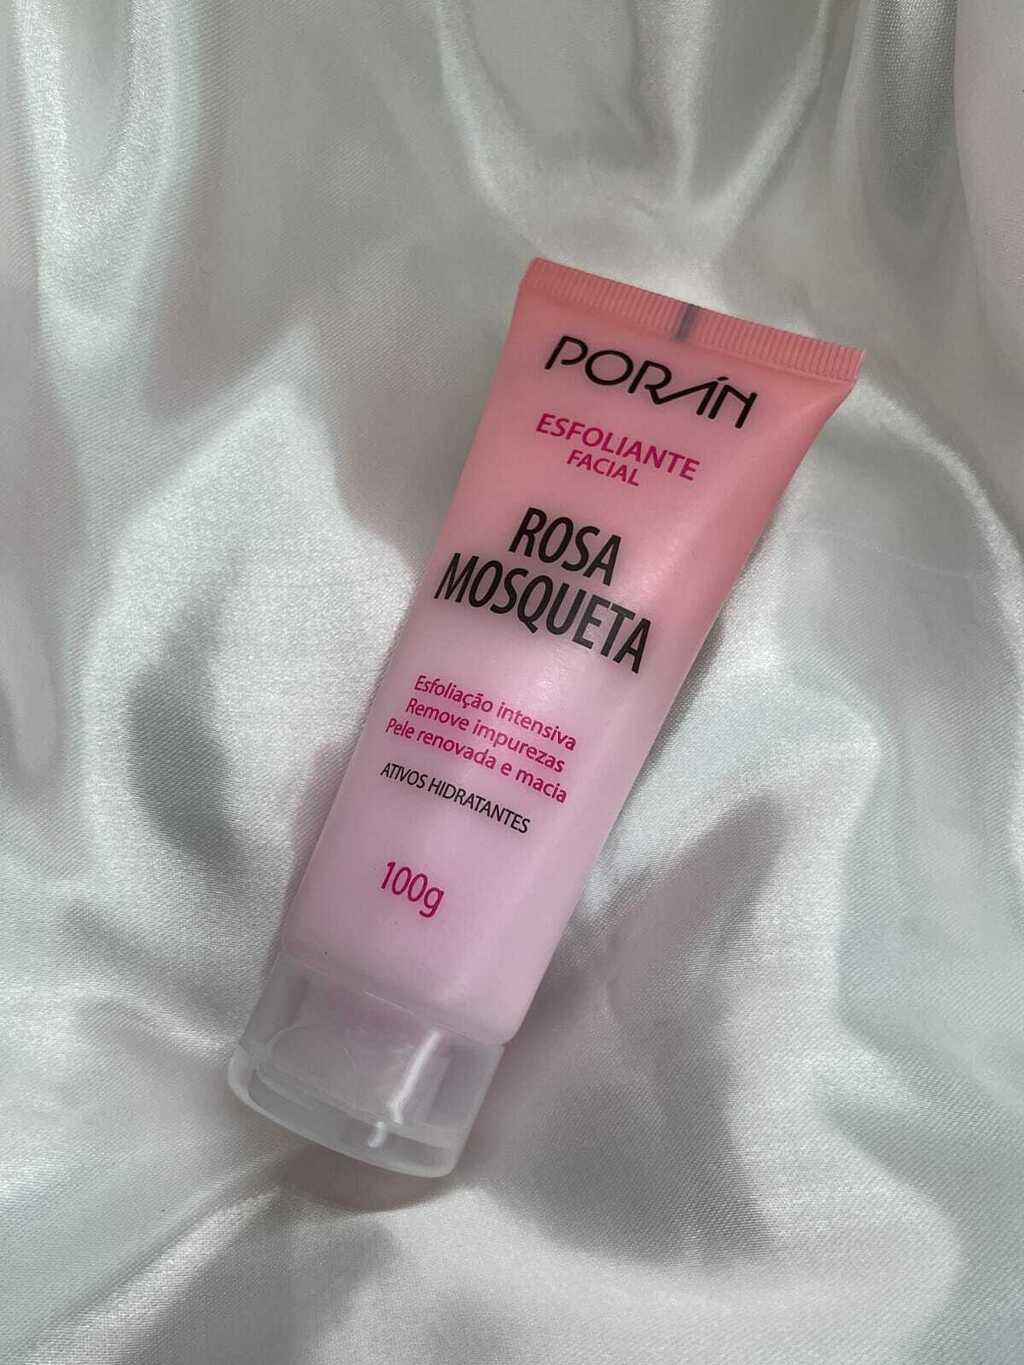 PORÁN
ESFOLIANTE
FACIAL
ROSA
MOSQUETA
Esfoliação intensiva
Remove impurezas
Pele renovada e macia
ATIVOS HIDRATANTES
100g